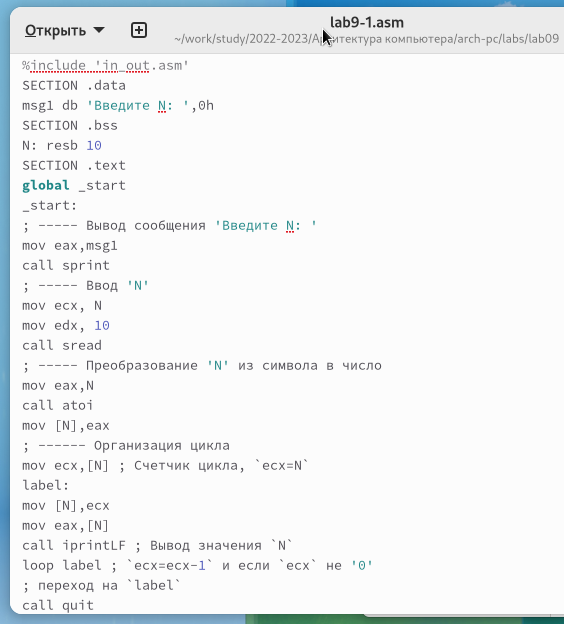 lab9-1.asm
Открыть
~/work/study/2022-2023/Архитектура компьютера/arch-pc/labs/lab09
%include 'in_out.asm'
SECTION .data
msg1 db 'Введите N: ',0h
SECTION .bss
N: resb 10
SECTION .text
global _start
_start:
; ----- Вывод сообщения 'Введите N: '
mov eax,msg1
call sprint
; ----- Ввод 'N'
mov ecx, N
mov edx, 10
call sread
; ----- Преобразование 'N' из символа в число
mov eax,N
call atoi
mov [N],eax
; ------ Организация цикла
mov ecx,[N] ; Счетчик цикла, `ecx=N`
label:
mov [N],ecx
mov eax,[N]
call iprintLF ; Вывод значения `N`
loop label ; `ecx=ecx-1` и если `ecx` не '0'
; переход на `label`
call quit